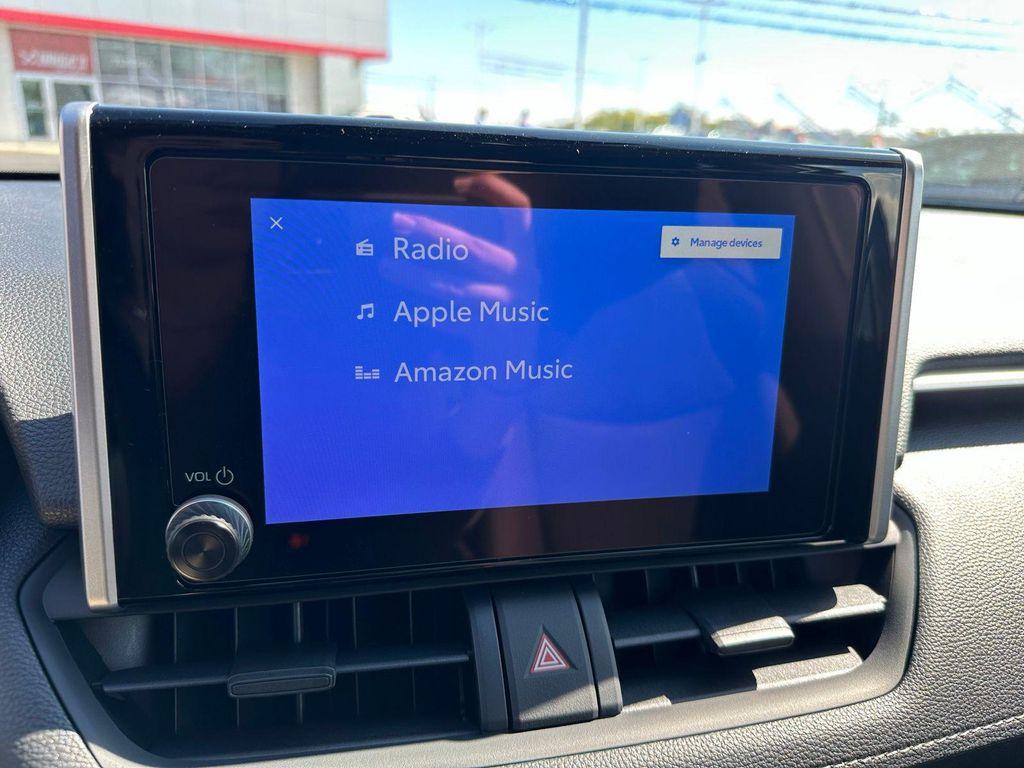 Radio
Manage devices
Apple Music
Amazon Music
VOL